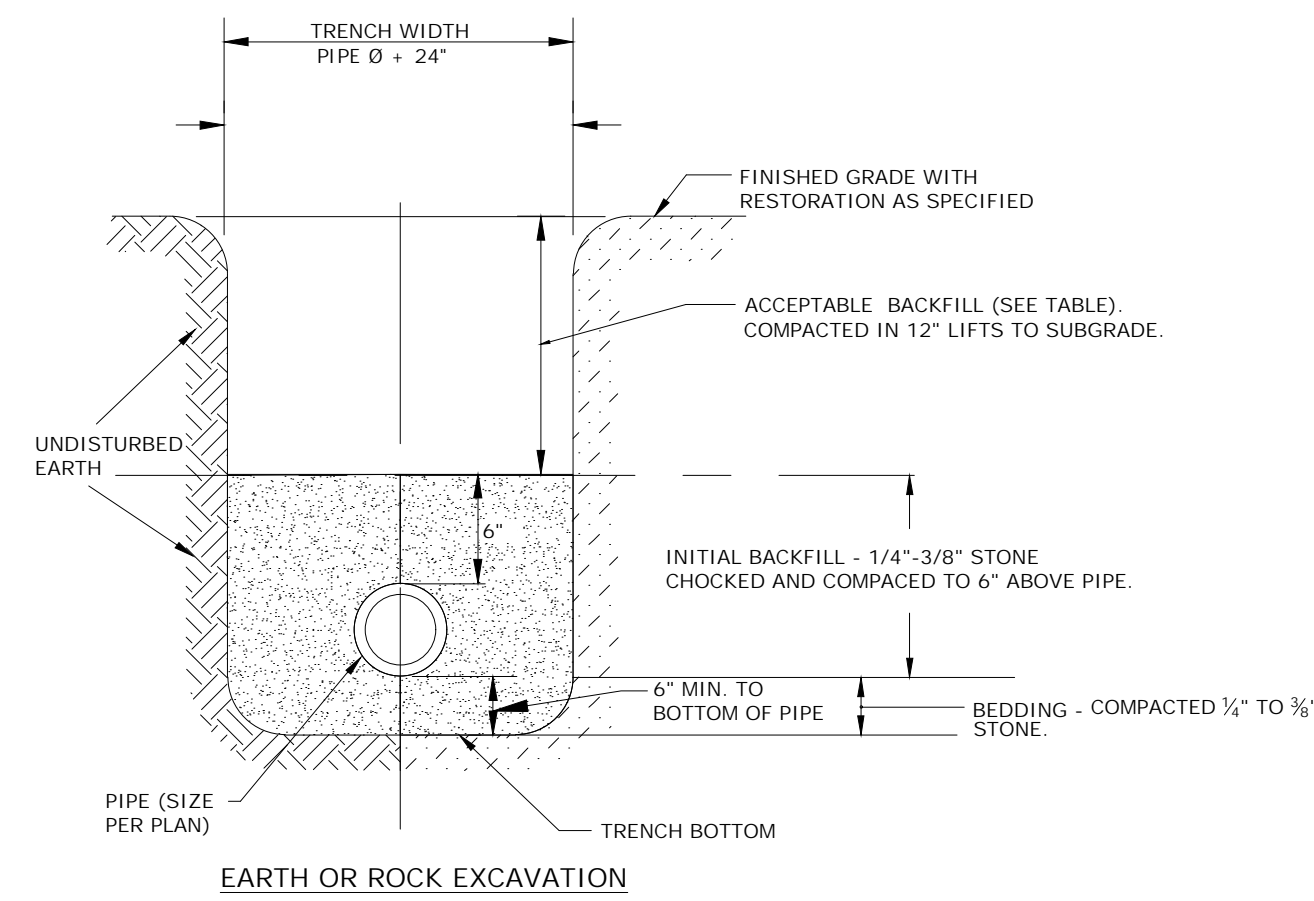 TRENCH WIDTH
PIPE Ø + 24"
FINISHED GRADE WITH
RESTORATION AS SPECIFIED
ACCEPTABLE BACKFILL (SEE TABLE).
COMPACTED IN 12" LIFTS TO SUBGRADE.
UNDISTURBED
EARTH
6"
INITIAL BACKFILL - 1/4"-3/8" STONE
CHOCKED AND COMPACED TO 6" ABOVE PIPE.
6" MIN. TO
BOTTOM OF PIPE
BEDDING - COMPACTED ¼" TO ⅜"
STONE.
PIPE (SIZE
PER PLAN)
TRENCH BOTTOM
EARTH OR ROCK EXCAVATION